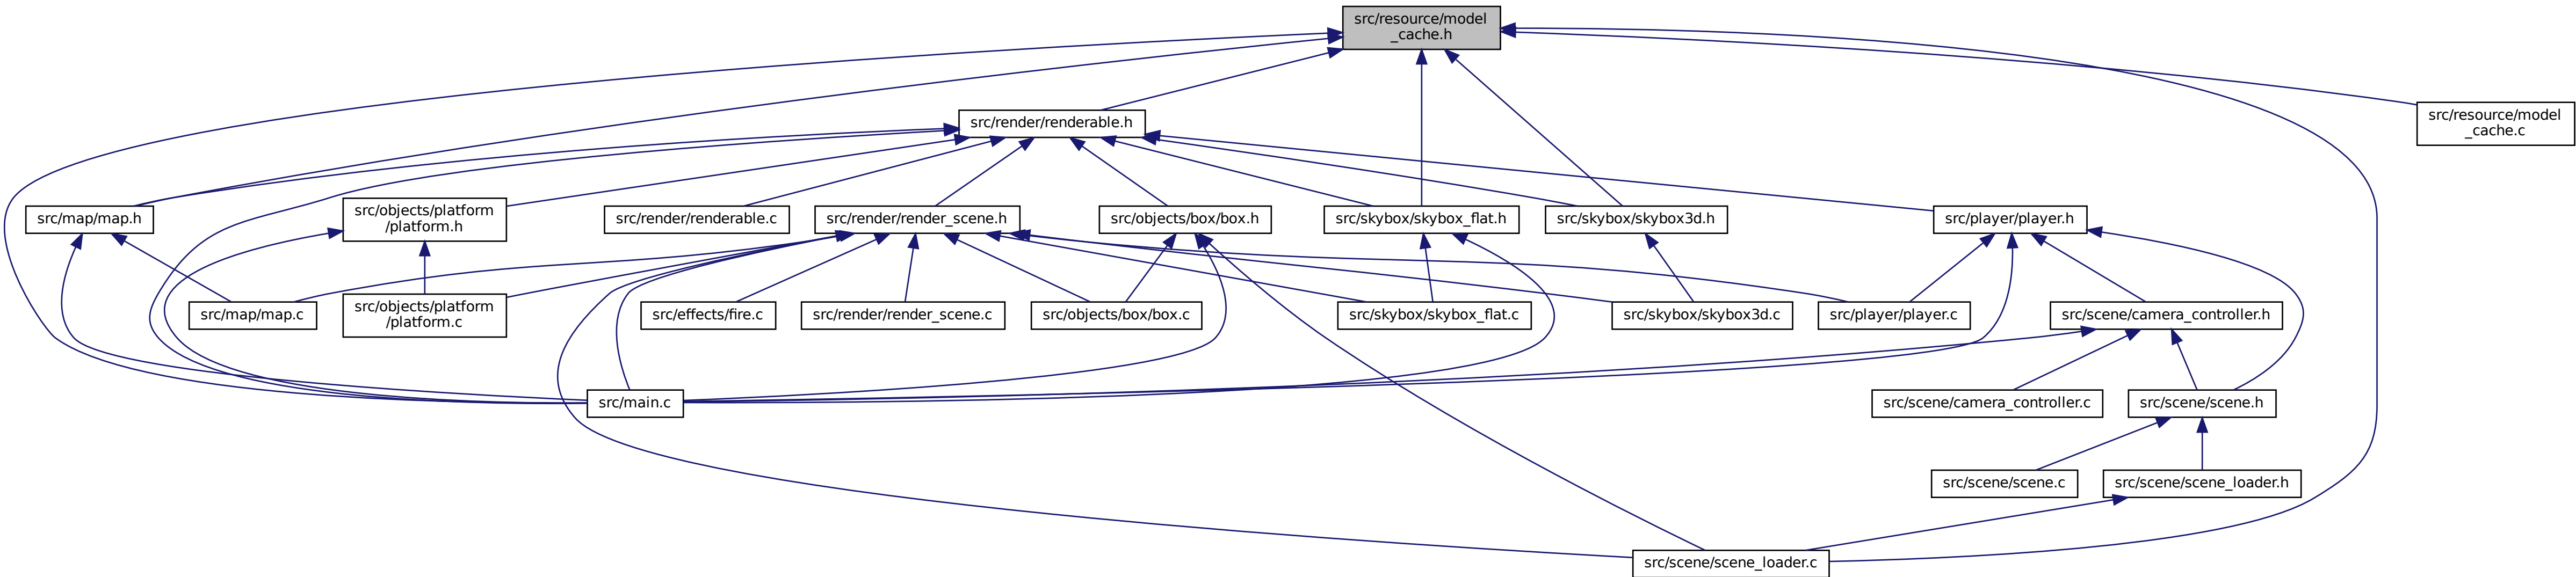 src/resource/model
_cache.h
src/render/renderable.h
src/resource/model
_cache.c
src/map/map.h
src/objects/platform
/platform.h
src/render/renderable.c
src/render/render_scene.h
src/objects/box/box.h
src/skybox/skybox_flat.h
src/skybox/skybox3d.h
src/player/player.h
src/map/map.c
src/objects/platform
/platform.c
src/effects/fire.c
src/render/render_scene.c
src/objects/box/box.c
src/skybox/skybox_flat.c
src/skybox/skybox3d.c
src/player/player.c
src/scene/camera_controller.h
src/main.c
src/scene/camera_controller.c
src/scene/scene.h
src/scene/scene.c
src/scene/scene_loader.h
src/scene/scene_loader.c